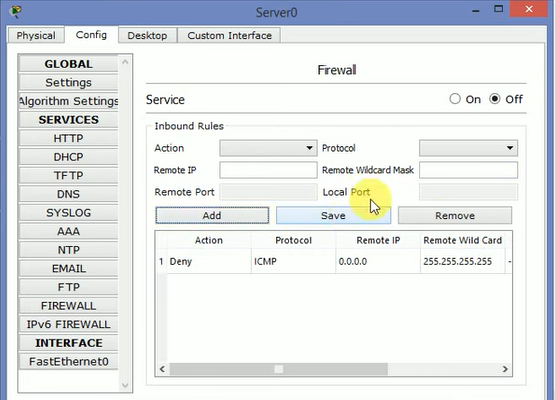 Server0
Physical Config Desktop Custom Interface
GLOBAL
Settings
Algorithm Settings
SERVICES
HTTP
DHCP
TFTP
DNS
SYSLOG
AAA
NTP
EMAIL
FTP
FIREWALL
IPv6 FIREWALL
INTERFACE
FastEthernet0
Firewall
Service On Off
Inbound Rules
Action Protocol
Remote IP Remote Wildcard Mask
Remote Port Local Port
Add Save Remove
Action Protocol Remote IP Remote Wild Card
1 Deny ICMP 0.0.0.0 255.255.255.255 -